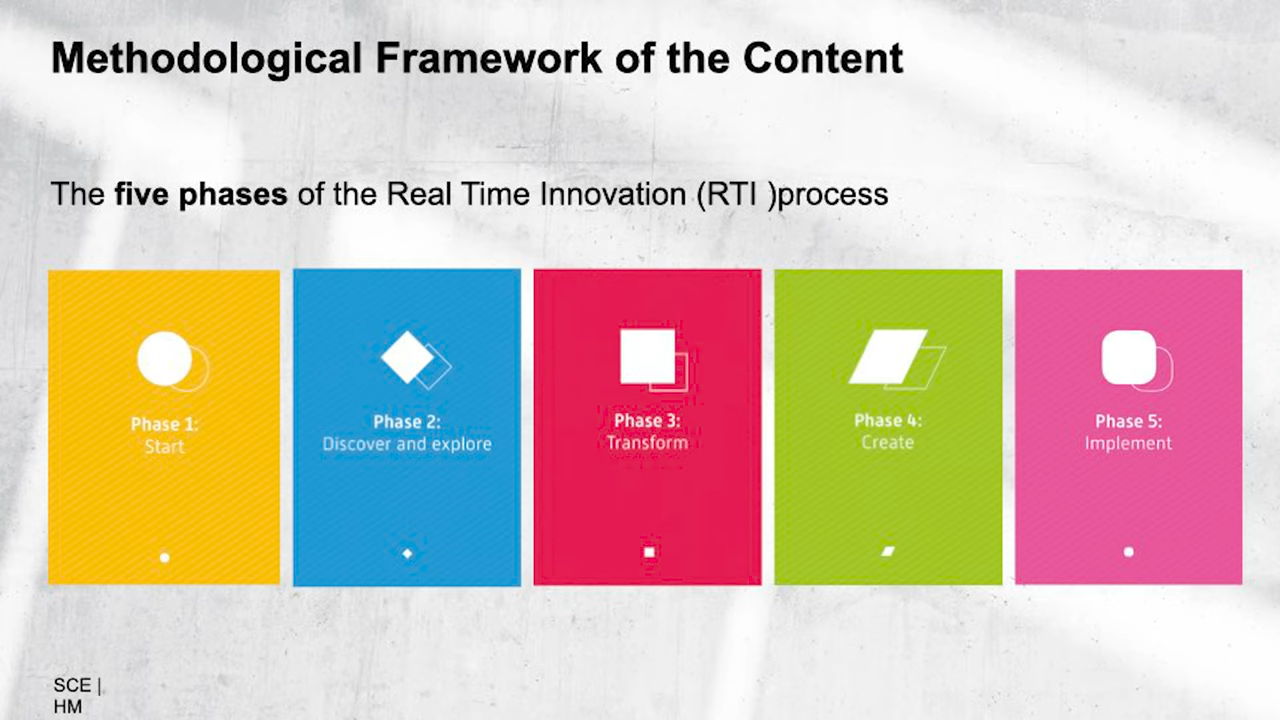 Methodological Framework of the Content
The five phases of the Real Time Innovation (RTI )process
Phase 1:
Start
Phase 2:
Discover and explore
Phase 3:
Transform
Phase 4:
Create
Phase 5:
Implement
SCE |
HM